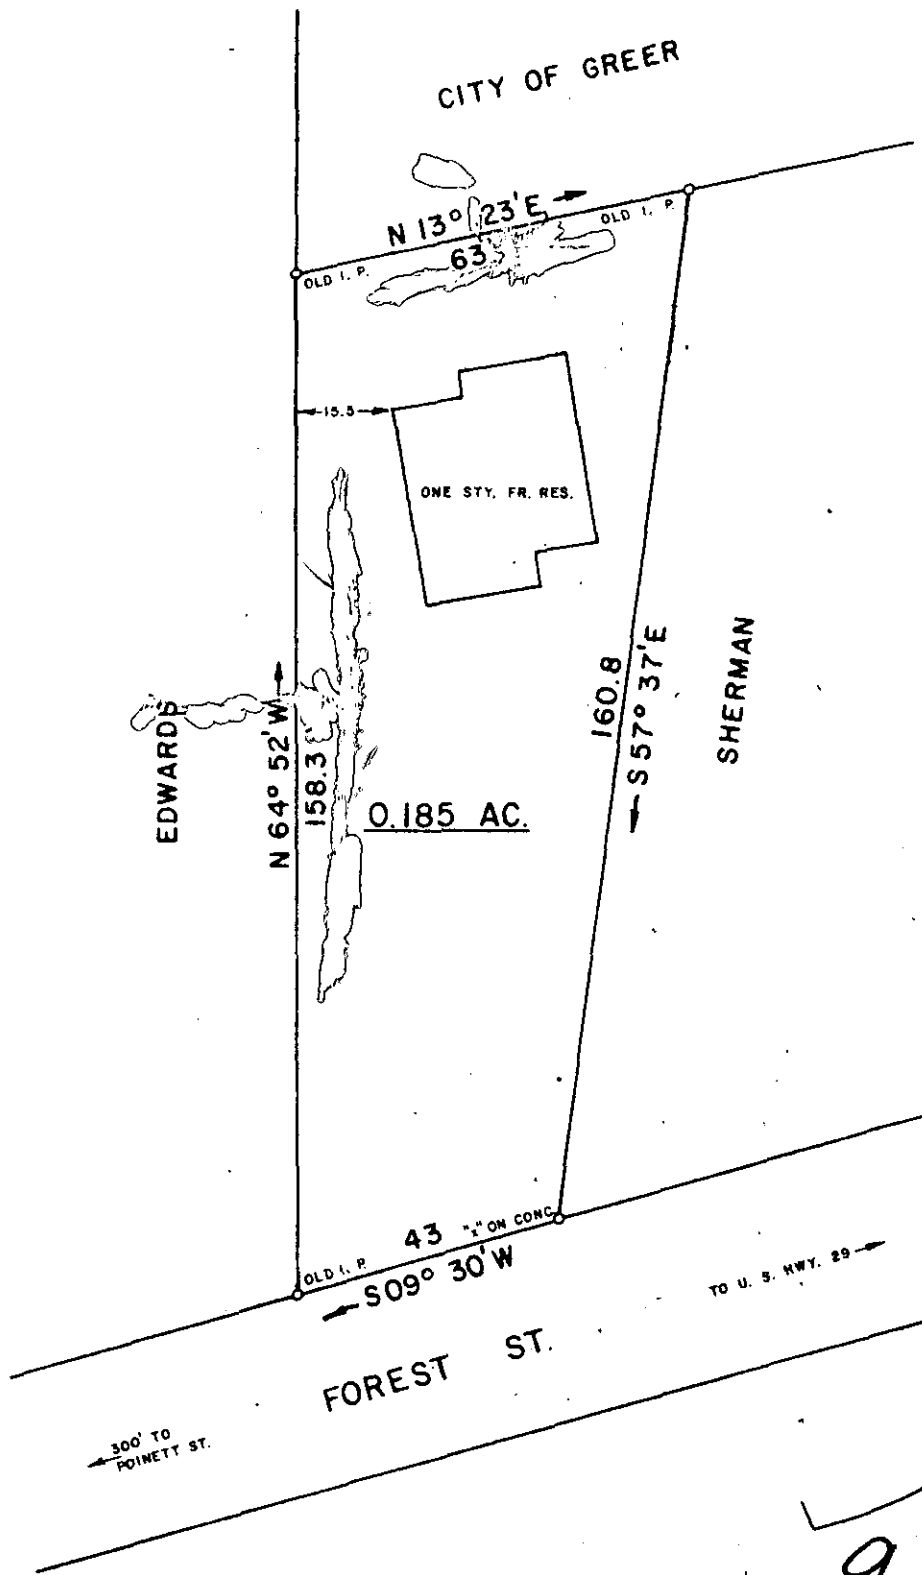 CITY OF GREER
N 13° 23' E
63
OLD I. P.
OLD I. P.
15.5
ONE STY. FR. RES.
EDWARDS
N 64° 52' W
158.3
0.185 AC.
160.8
S 57° 37' E
SHERMAN
43
"x" ON CONC.
OLD I. P.
S 09° 30' W
TO U. S. HWY. 29
FOREST ST.
300' TO
POINETT ST.
9